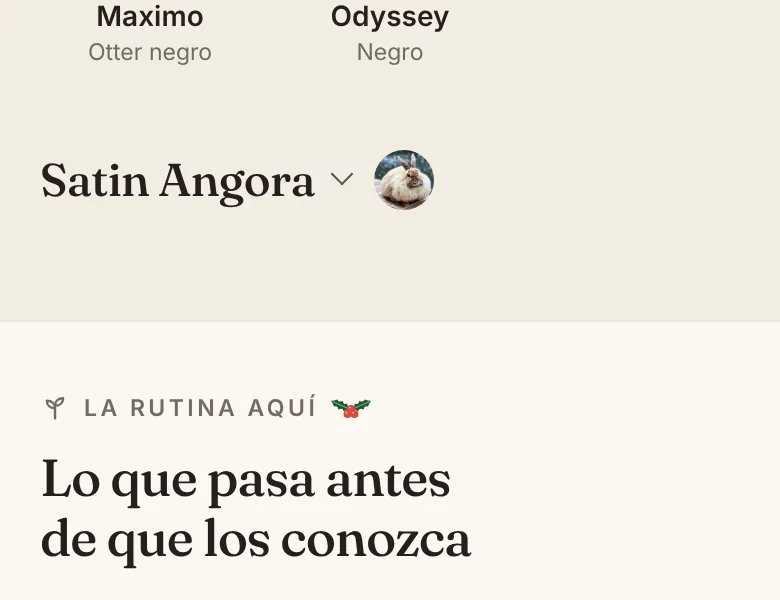 Maximo Odyssey
Otter negro Negro
Satin Angora
LA RUTINA AQUÍ
Lo que pasa antes
de que los conozca